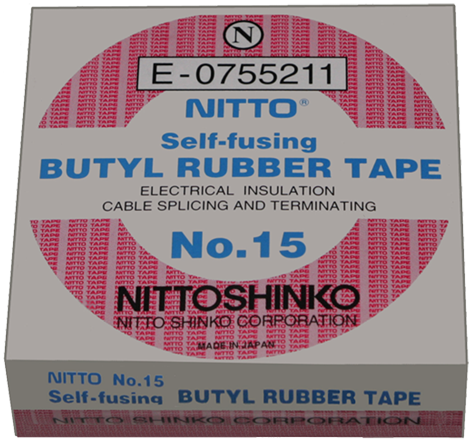 N
E-0755211
NITTO®
Self-fusing
BUTYL RUBBER TAPE
ELECTRICAL INSULATION
CABLE SPLICING AND TERMINATING
No.15
NITTOSHINKO
NITTO SHINKO CORPORATION
MADE IN JAPAN
NITTO No.15
Self-fusing BUTYL RUBBER TAPE
NITTO SHINKO CORPORATION